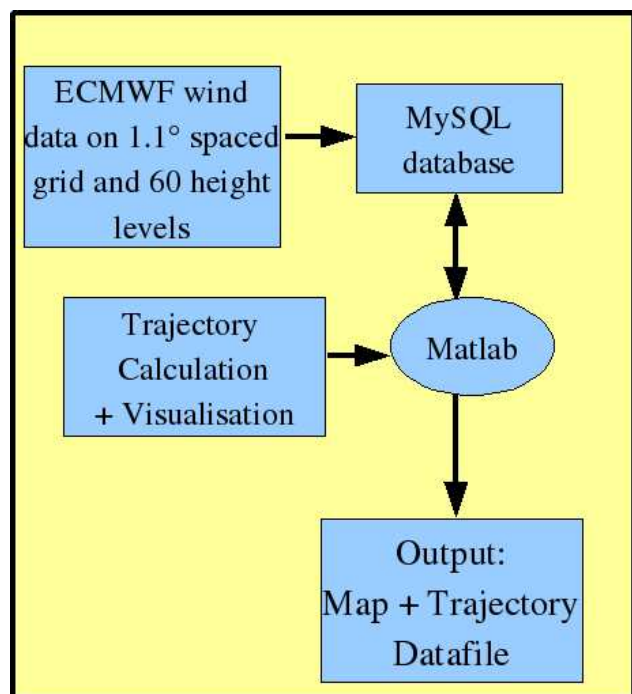 ECMWF wind
data on 1.1° spaced
grid and 60 height
levels
MySQL
database
Trajectory
Calculation
+ Visualisation
Matlab
Output:
Map + Trajectory
Datafile